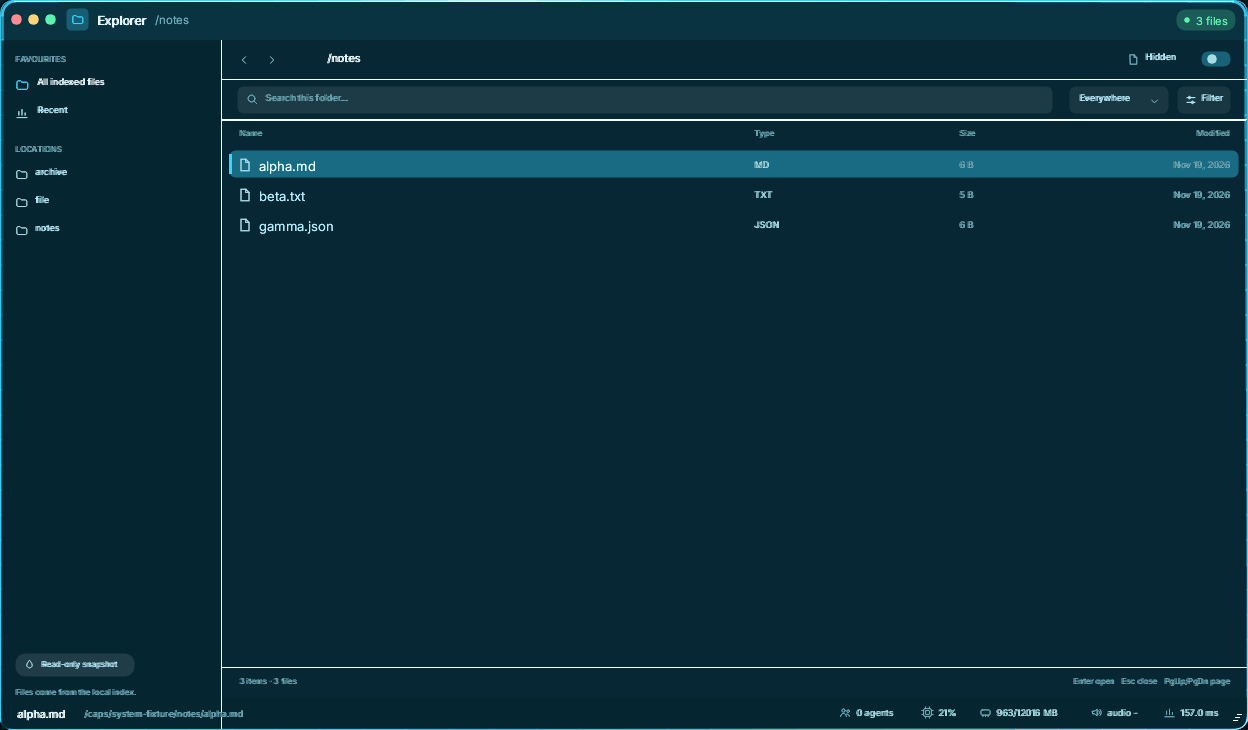 Explorer /notes
3 files
FAVOURITES
All indexed files
Recent
LOCATIONS
archive
file
notes
/notes
Hidden
Search this folder...
Everywhere
Filter
Name Type Size Modified
alpha.md MD 6 B Nov 19, 2026
beta.txt TXT 5 B Nov 19, 2026
gamma.json JSON 6 B Nov 19, 2026
Read-only snapshot
Files come from the local index.
3 items · 3 files
Enter open Esc close PgUp/PgDn page
alpha.md /caps/system-fixture/notes/alpha.md
0 agents 21% 963/12016 MB audio - 157.0 ms